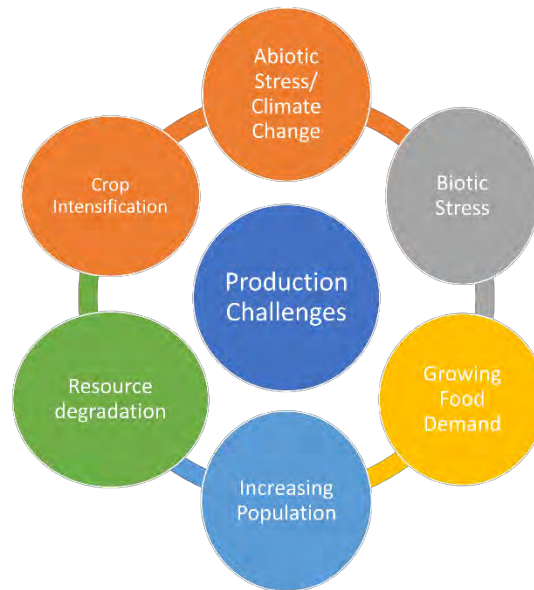 Abiotic
Stress/
Climate
Change
Biotic
Stress
Growing
Food
Demand
Increasing
Population
Resource
degradation
Crop
Intensification
Production
Challenges